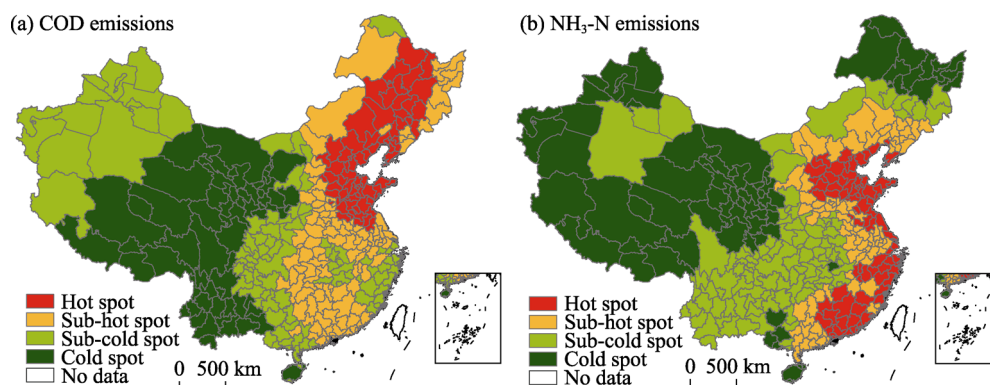 (a) COD emissions
Hot spot
Sub-hot spot
Sub-cold spot
Cold spot
No data
0 500 km
(b) NH₃-N emissions
Hot spot
Sub-hot spot
Sub-cold spot
Cold spot
No data
0 500 km